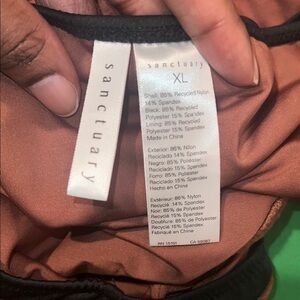 sanctuary
sanctuary
XL
Shell: 86% Recycled Nylon
14% Spandex
Black: 85% Recycled
Polyester 15% Spandex
Lining: 85% Recycled
Polyester 15% Spandex
Made in China
Exterior: 86% Nilon
Reciclado 14% Spandex
Negro: 85% Poliéster
Reciclado 15% Spandex
Forro: 85% Poliéster
Reciclado 15% Spandex
Hecho en China
Extérieur: 86% Nylon
Recyclé 14% Spandex
Noir: 85% de Polyester
Recyclé 15% Spandex
Doublure: 85% de Polyester
Recyclé 15% Spandex
Fabriqué en Chine